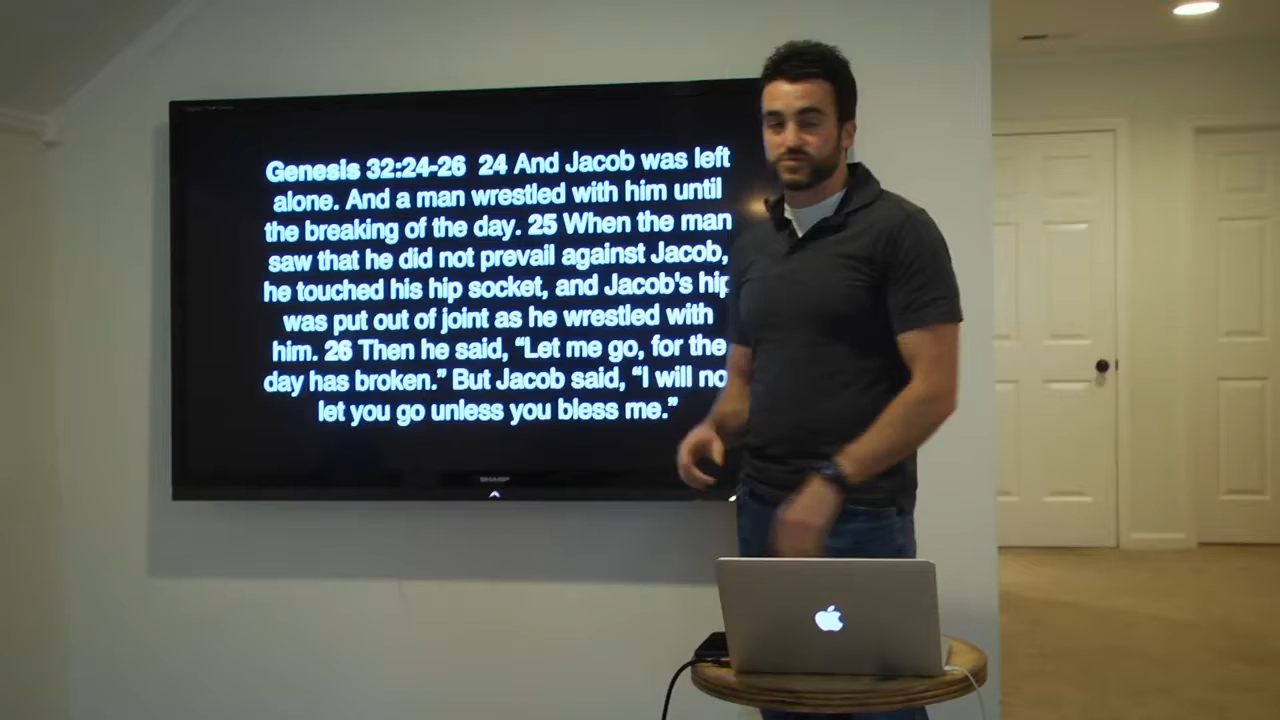 Genesis 32:24-26 24 And Jacob was left
alone. And a man wrestled with him until
the breaking of the day. 25 When the man
saw that he did not prevail against Jacob,
he touched his hip socket, and Jacob's hip
was put out of joint as he wrestled with
him. 26 Then he said, “Let me go, for the
day has broken.” But Jacob said, “I will no
let you go unless you bless me.”
SHARP